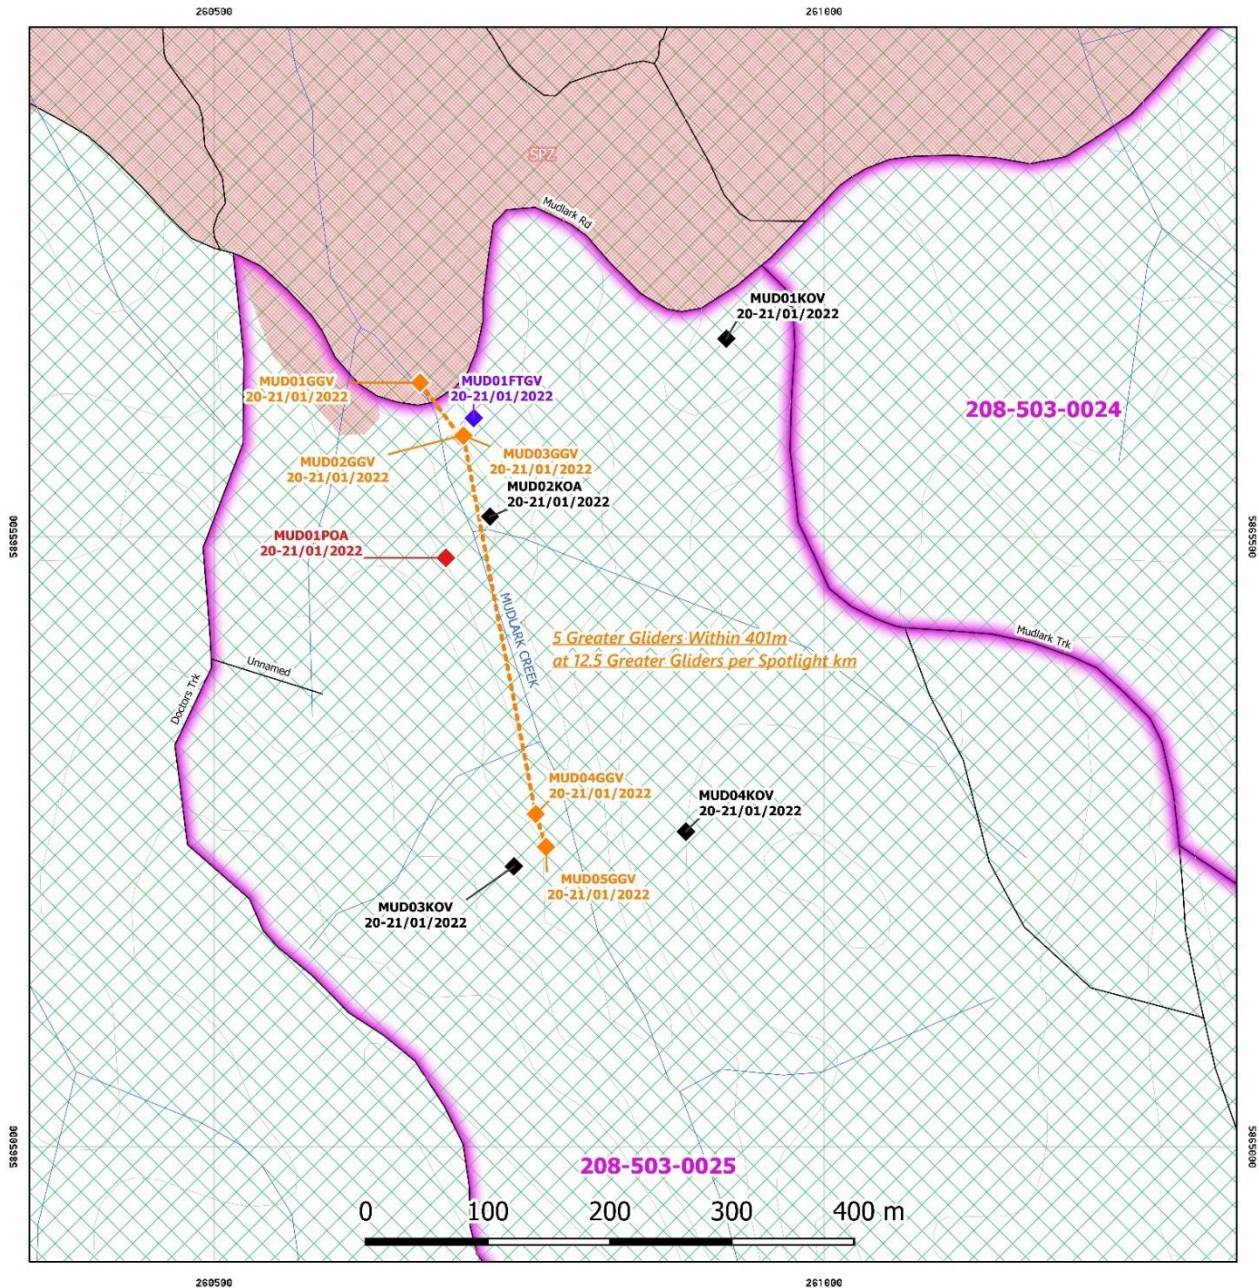 260500
261000
SPZ
Mudlark Rd
MUD01KOV
20-21/01/2022
MUD01GGV
20-21/01/2022
MUD01FTGV
20-21/01/2022
208-503-0024
MUD02GGV
20-21/01/2022
MUD03GGV
20-21/01/2022
MUD02KOA
20-21/01/2022
5865500
5865500
MUD01POA
20-21/01/2022
MUDLARK CREEK
5 Greater Gliders Within 401m
at 12.5 Greater Gliders per Spotlight km
Mudlark Trk
Unnamed
Doctors Trk
MUD04GGV
20-21/01/2022
MUD04KOV
20-21/01/2022
MUD05GGV
20-21/01/2022
MUD03KOV
20-21/01/2022
5865000
5865000
208-503-0025
0 100 200 300 400 m
260500
261000